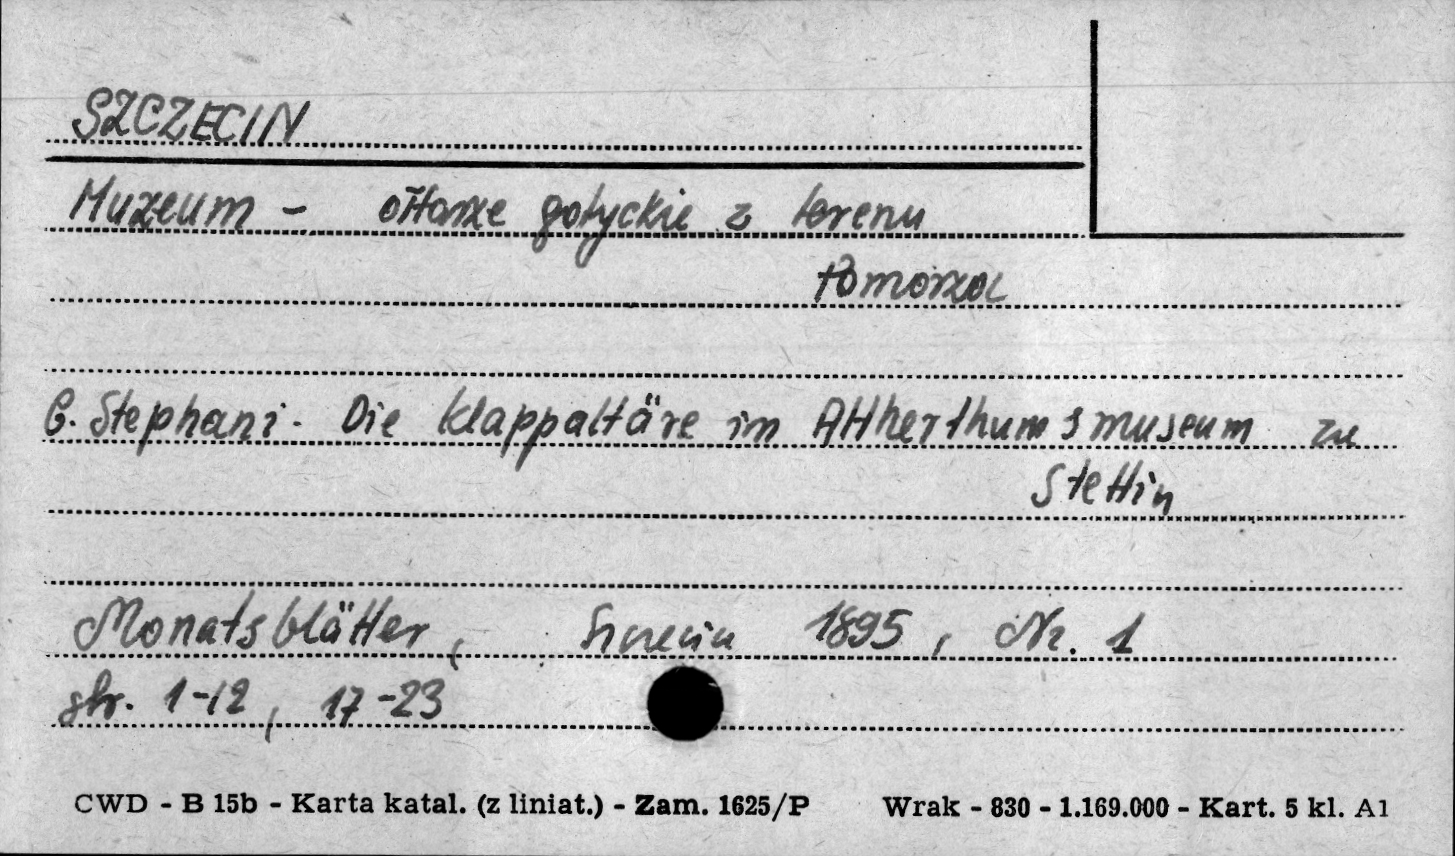 SZCZECIN
Muzeum - ołtarze gotyckie z terenu
Pomorza
C. Stephani. Die Klappaltäre im Altherthumsmuseum zu
Stettin
Monatsblätter, Szczecin 1895, Nr. 1
str. 1-12, 17-23
CWD - B 15b - Karta katal. (z liniat.) - Zam. 1625/P Wrak - 830 - 1.169.000 - Kart. 5 kl. A1